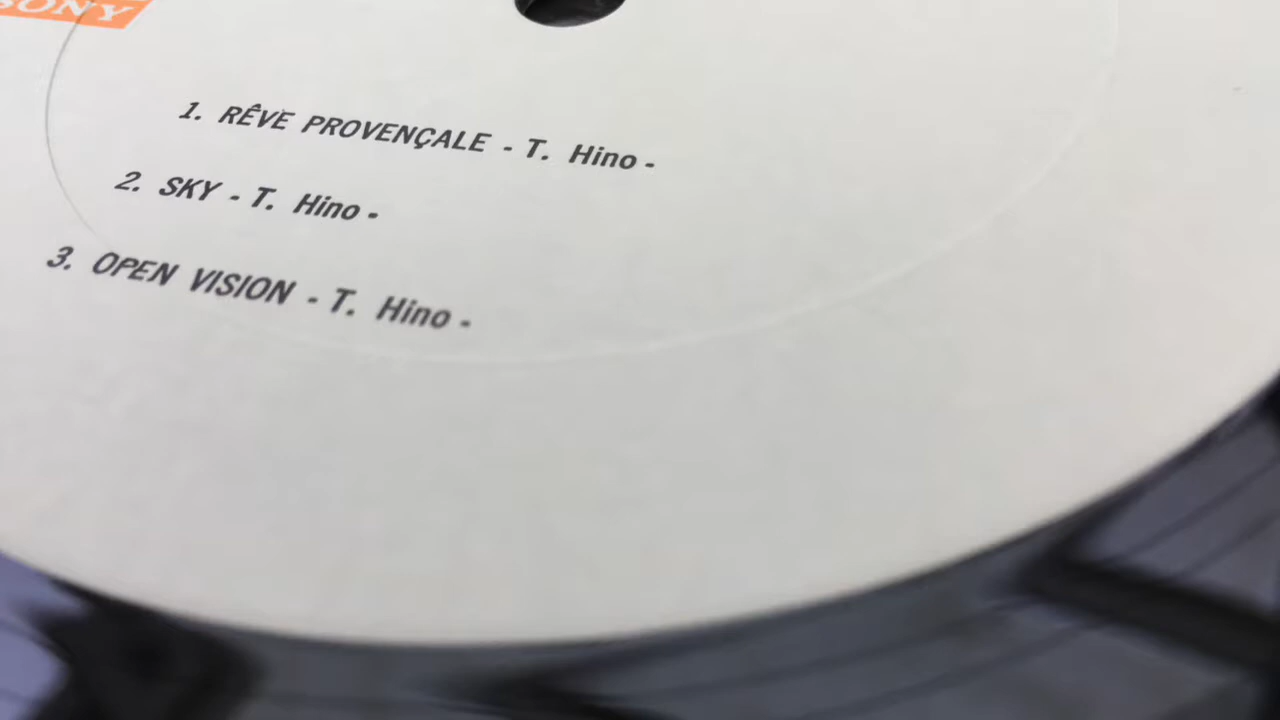 SONY
1. RÊVE PROVENÇALE - T. Hino -
2. SKY - T. Hino -
3. OPEN VISION - T. Hino -